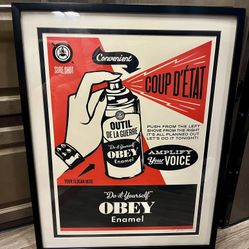 Convenient
SURE SHOT
COUP D'ÉTAT
PUSH FROM THE LEFT
SHOVE FROM THE RIGHT
IT'S ALL PLANNED OUT
LET'S DO IT TONIGHT!
OUTIL
DE LA GUERRE
"Do-it-Yourself"
OBEY
Enamel
AMPLIFY
Your VOICE
YOUR SLOGAN HERE
"Do-it-Yourself"
OBEY
Enamel